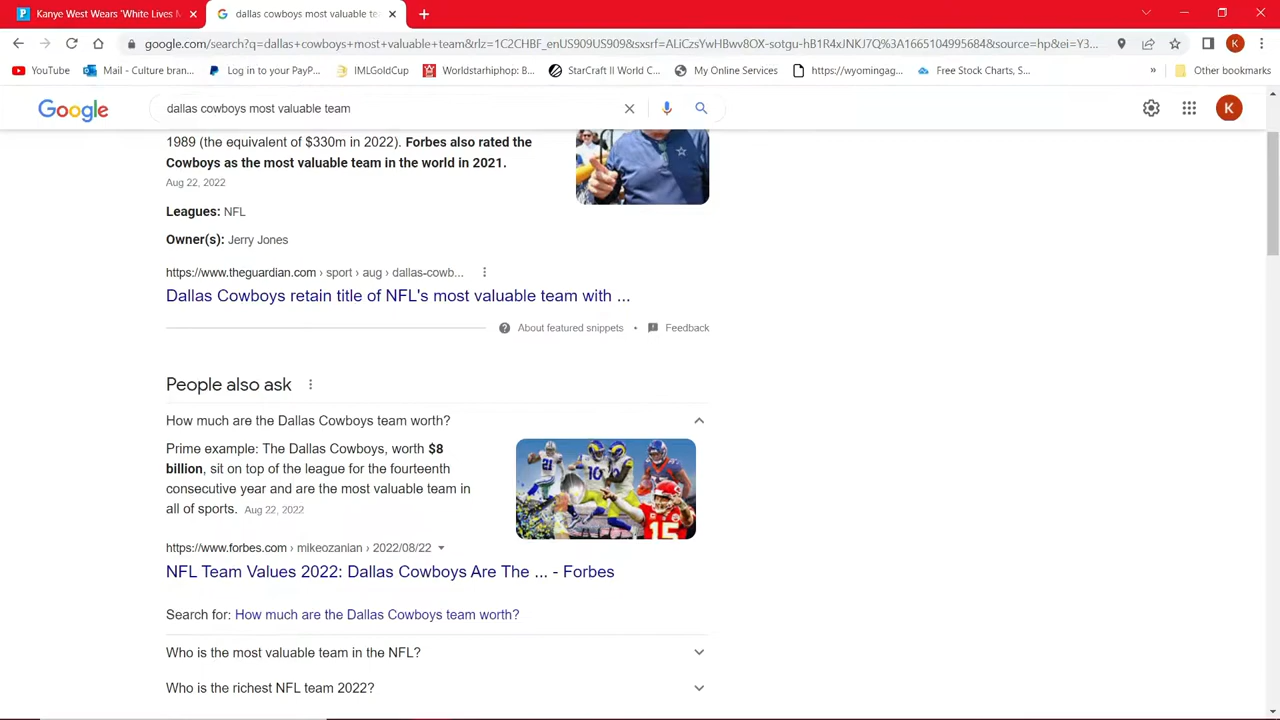 Kanye West Wears 'White Lives M
dallas cowboys most valuable tea
google.com/search?q=dallas+cowboys+most+valuable+team&rlz=1C2CHBF_enUS909US909&sxsrf=ALiCzsYwHBwv8OX-sotgu-hB1R4xJNKJ7Q%3A1665104995684&source=hp&ei=Y3...
YouTube
Mail - Culture bran...
Log in to your PayP...
IMLGoldCup
Worldstarhiphop: B...
StarCraft II World C...
My Online Services
https://wyomingag...
Free Stock Charts, S...
»
Other bookmarks
Google
dallas cowboys most valuable team
K
1989 (the equivalent of $330m in 2022). Forbes also rated the
Cowboys as the most valuable team in the world in 2021.
Aug 22, 2022
Leagues: NFL
Owner(s): Jerry Jones
https://www.theguardian.com › sport › aug › dallas-cowb...
Dallas Cowboys retain title of NFL's most valuable team with ...
About featured snippets • Feedback
People also ask
How much are the Dallas Cowboys team worth?
Prime example: The Dallas Cowboys, worth $8
billion, sit on top of the league for the fourteenth
consecutive year and are the most valuable team in
all of sports. Aug 22, 2022
https://www.forbes.com › mikeozanian › 2022/08/22
NFL Team Values 2022: Dallas Cowboys Are The ... - Forbes
Search for: How much are the Dallas Cowboys team worth?
Who is the most valuable team in the NFL?
Who is the richest NFL team 2022?